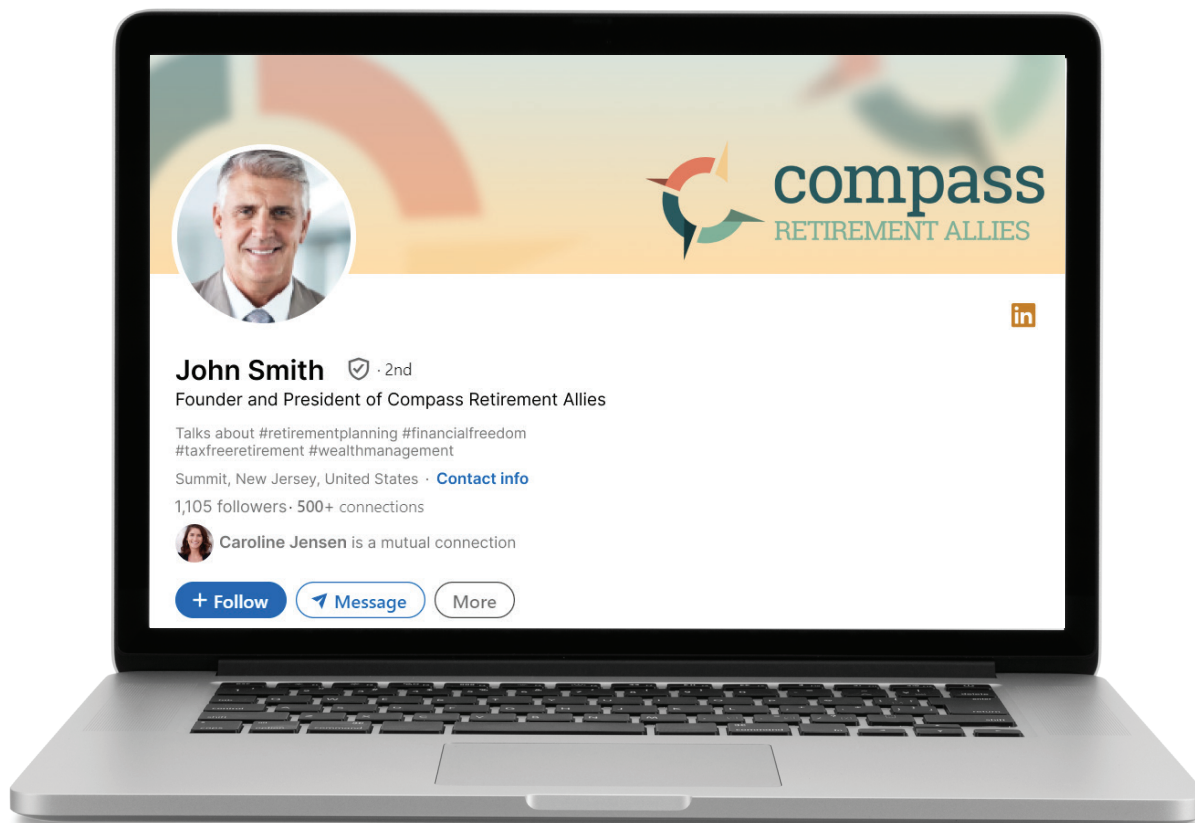 compass
RETIREMENT ALLIES
in
John Smith · 2nd
Founder and President of Compass Retirement Allies
Talks about #retirementplanning #financialfreedom
#taxfreeretirement #wealthmanagement
Summit, New Jersey, United States · Contact info
1,105 followers· 500+ connections
Caroline Jensen is a mutual connection
+ Follow Message More